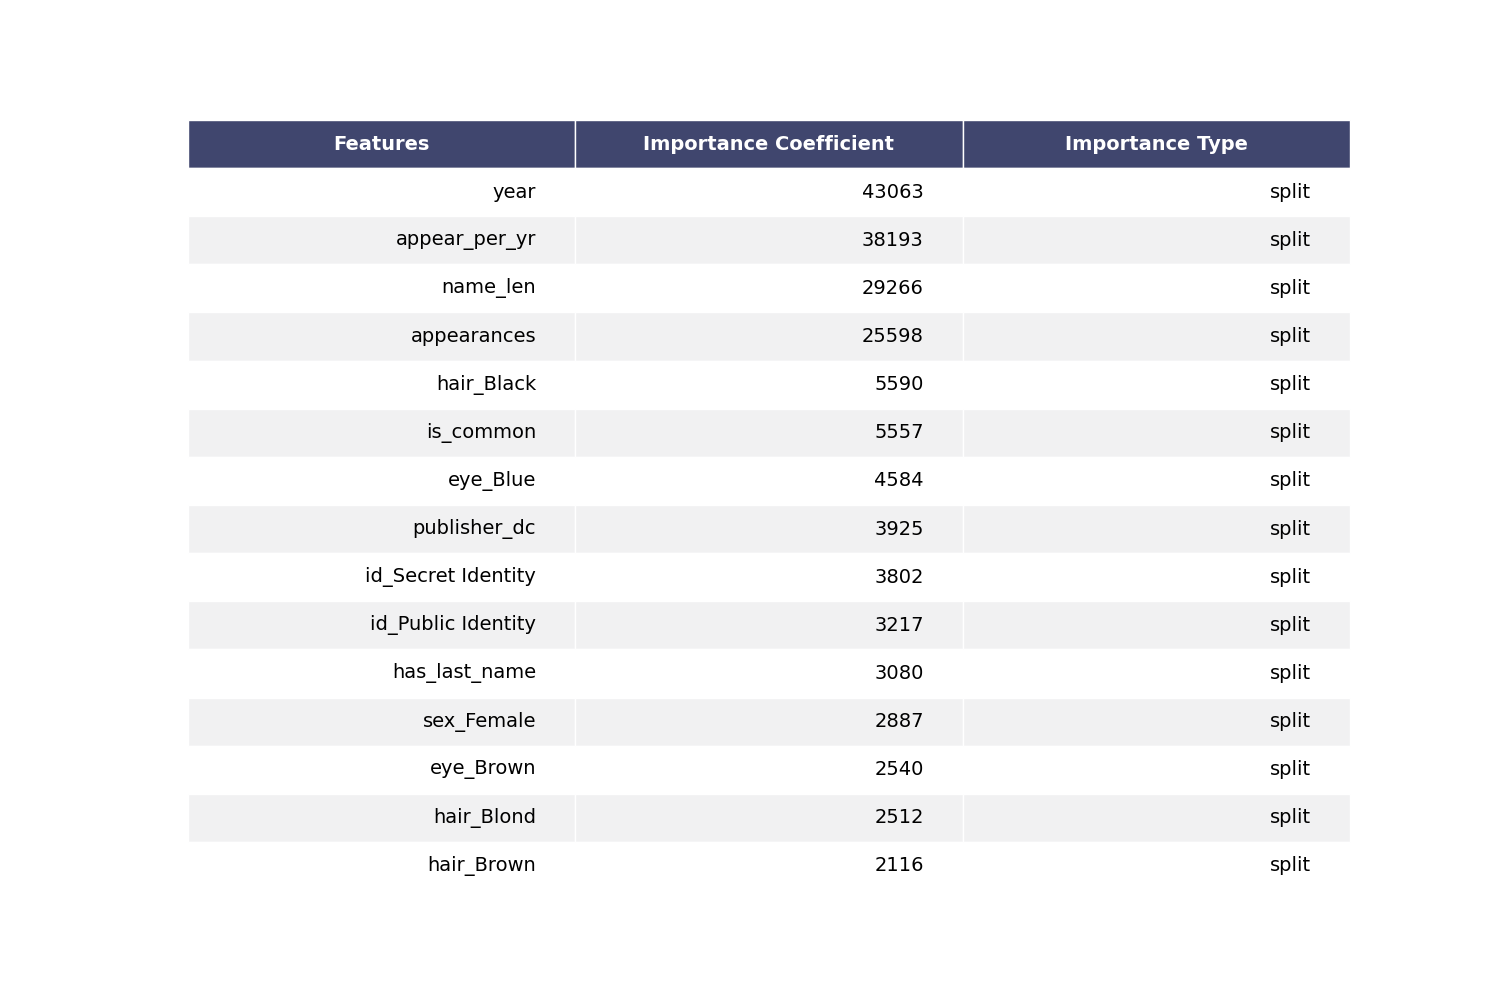 Features Importance Coefficient Importance Type
year 43063 split
appear_per_yr 38193 split
name_len 29266 split
appearances 25598 split
hair_Black 5590 split
is_common 5557 split
eye_Blue 4584 split
publisher_dc 3925 split
id_Secret Identity 3802 split
id_Public Identity 3217 split
has_last_name 3080 split
sex_Female 2887 split
eye_Brown 2540 split
hair_Blond 2512 split
hair_Brown 2116 split